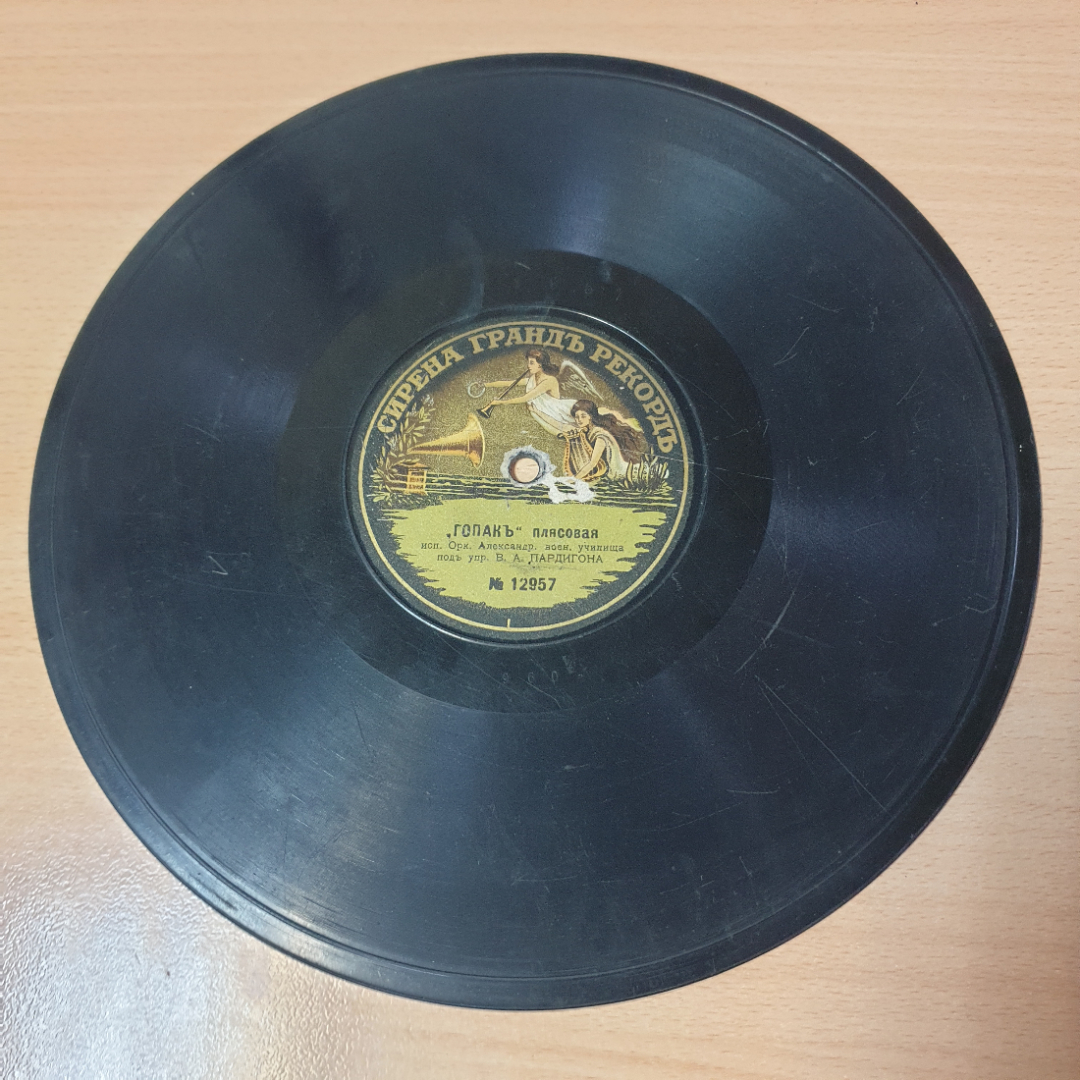 СИРЕНА ГРАНДЪ РЕКОРДЪ
„ГОПАКЪ“ плясовая
исп. Орк. Александр. воен. училища
подъ упр. В. А. ПАРДИГОНА
№ 12957